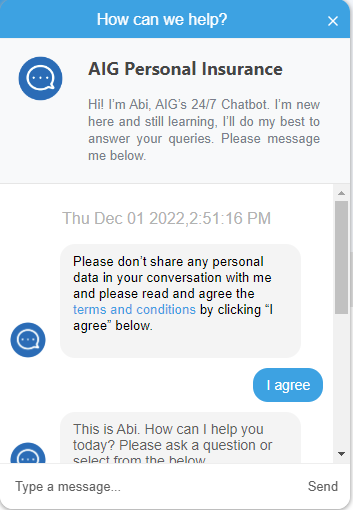 How can we help?
AIG Personal Insurance
Hi! I'm Abi, AIG's 24/7 Chatbot. I'm new
here and still learning, I'll do my best to
answer your queries. Please message
me below.
Thu Dec 01 2022,2:51:16 PM
Please don't share any personal
data in your conversation with me
and please read and agree the
terms and conditions by clicking “I
agree” below.
I agree
This is Abi. How can I help you
today? Please ask a question or
select from the below
Type a message...
Send